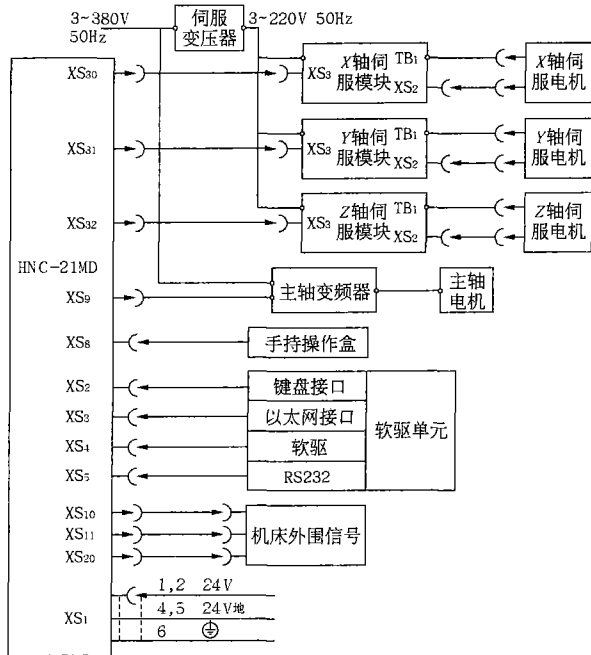 3~380V
50Hz
伺服
变压器
3~220V 50Hz
XS30
XS3
X轴伺
服模块
TB1
XS2
X轴伺
服电机
XS31
XS3
Y轴伺
服模块
TB1
XS2
Y轴伺
服电机
XS32
XS3
Z轴伺
服模块
TB1
XS2
Z轴伺
服电机
HNC-21MD
XS9
主轴变频器
主轴
电机
XS8
手持操作盒
XS2
键盘接口
XS3
以太网接口
XS4
软驱
XS5
RS232
软驱单元
XS10
XS11
XS20
机床外围信号
XS1
1,2 24V
4,5 24V地
6